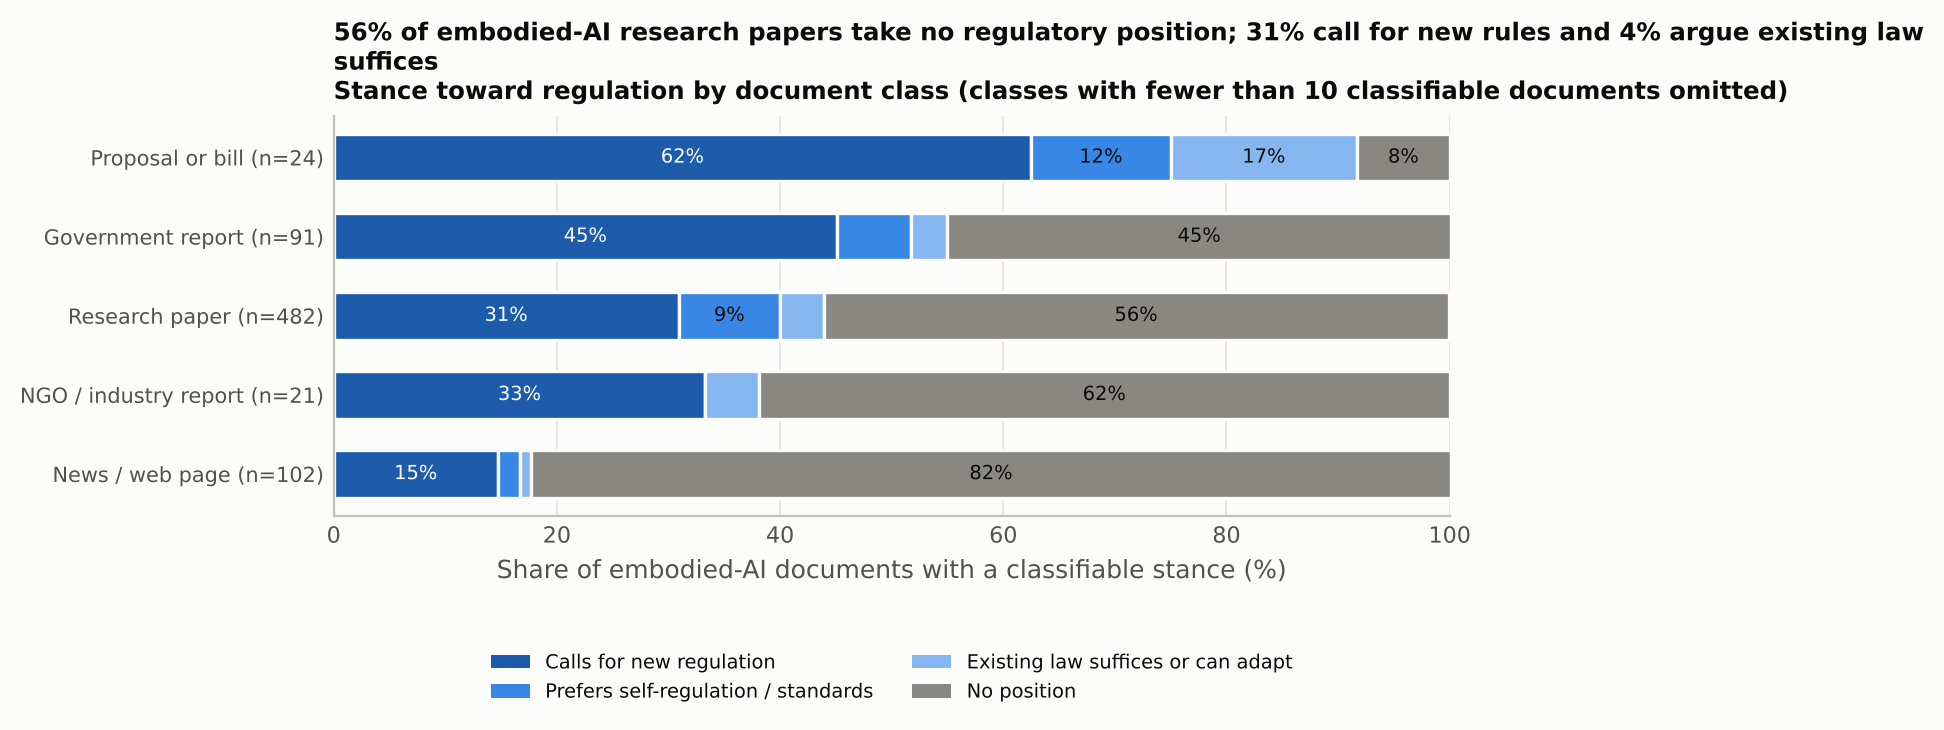 56% of embodied-AI research papers take no regulatory position; 31% call for new rules and 4% argue existing law
suffices
Stance toward regulation by document class (classes with fewer than 10 classifiable documents omitted)
Proposal or bill (n=24)
62%
12%
17%
8%
Government report (n=91)
45%
45%
Research paper (n=482)
31%
9%
56%
NGO / industry report (n=21)
33%
62%
News / web page (n=102)
15%
82%
0
20
40
60
80
100
Share of embodied-AI documents with a classifiable stance (%)
Calls for new regulation
Prefers self-regulation / standards
Existing law suffices or can adapt
No position